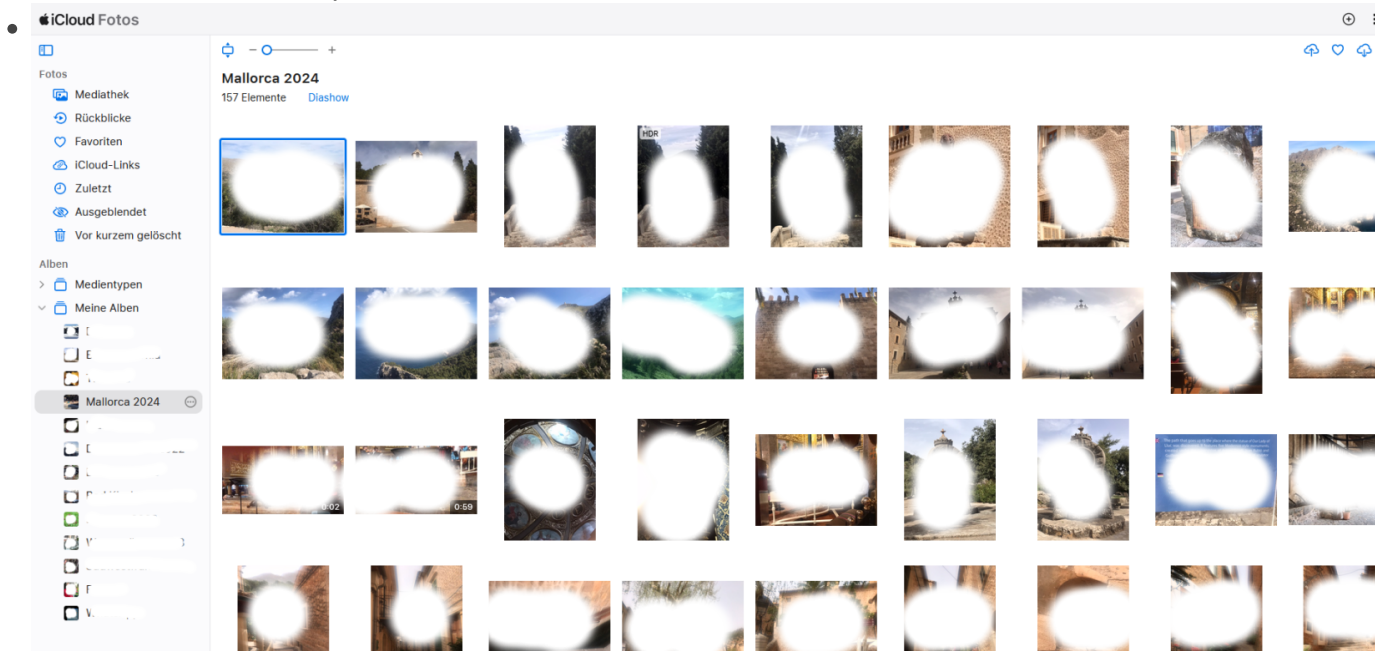 iCloud Fotos
Fotos
Mediathek
Rückblicke
Favoriten
iCloud-Links
Zuletzt
Ausgeblendet
Vor kurzem gelöscht
Alben
Medientypen
Meine Alben
Mallorca 2024
Mallorca 2024
157 Elemente Diashow
HDR
0:02
0:59